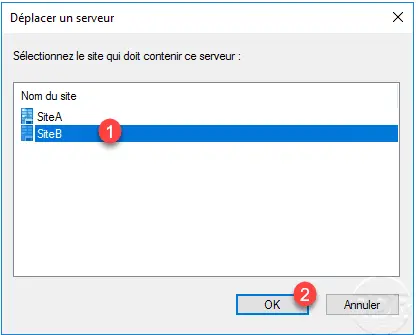 Déplacer un serveur
Sélectionnez le site qui doit contenir ce serveur :
Nom du site
SiteA
SiteB
1
OK
2
Annuler